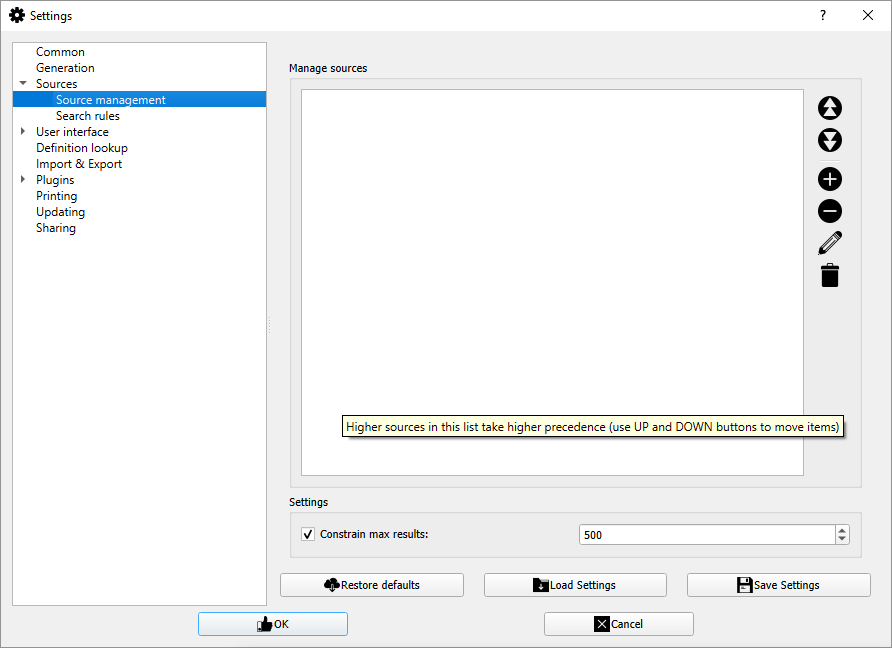 Settings
?
Common
Generation
Sources
Source management
Search rules
User interface
Definition lookup
Import & Export
Plugins
Printing
Updating
Sharing
Manage sources
Higher sources in this list take higher precedence (use UP and DOWN buttons to move items)
Settings
Constrain max results:
500
Restore defaults
Load Settings
Save Settings
OK
Cancel